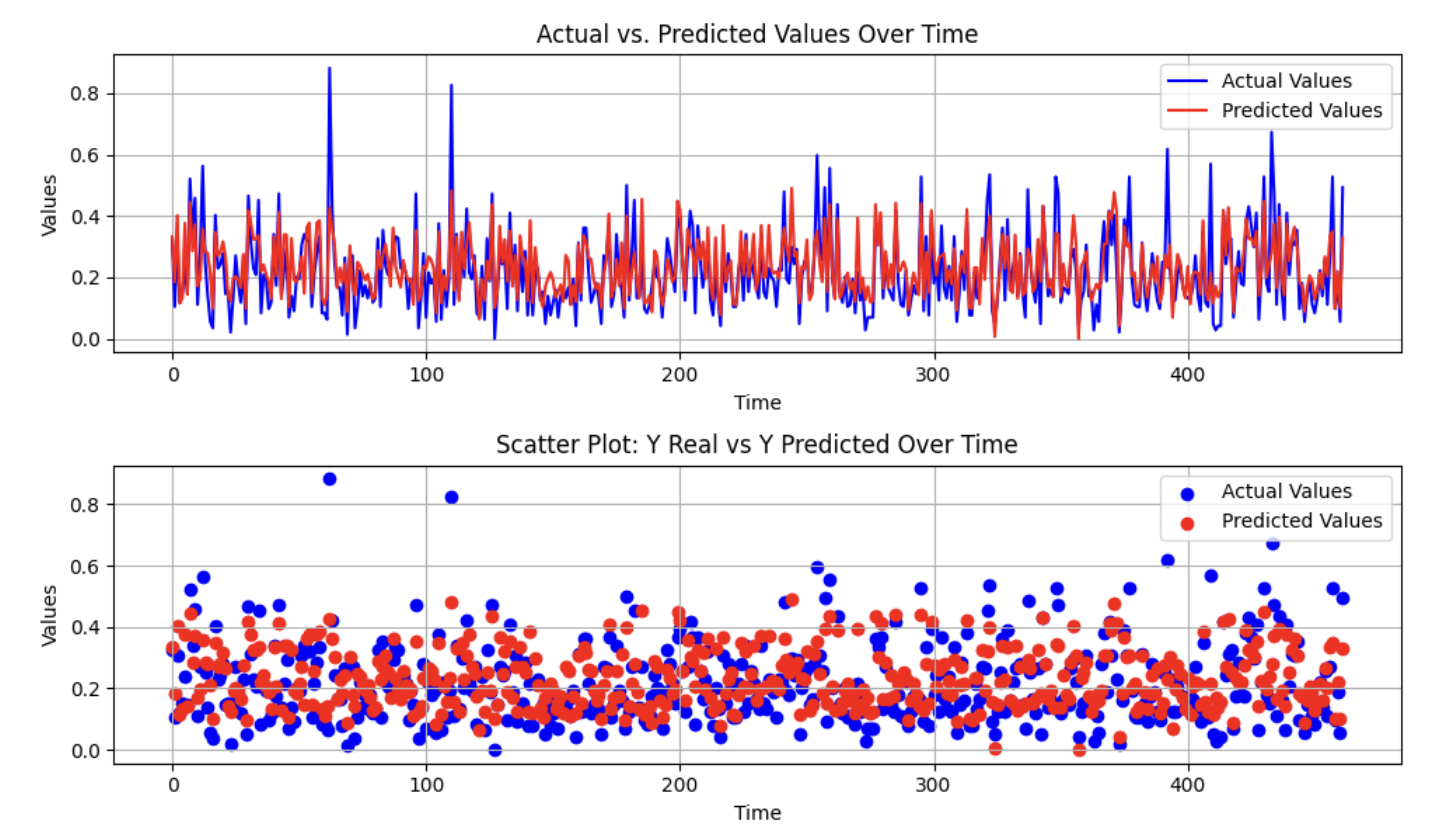 Actual vs. Predicted Values Over Time
Actual Values
Predicted Values
0.8
0.6
0.4
0.2
0.0
Values
0 100 200 300 400
Time
Scatter Plot: Y Real vs Y Predicted Over Time
Actual Values
Predicted Values
0.8
0.6
0.4
0.2
0.0
Values
0 100 200 300 400
Time